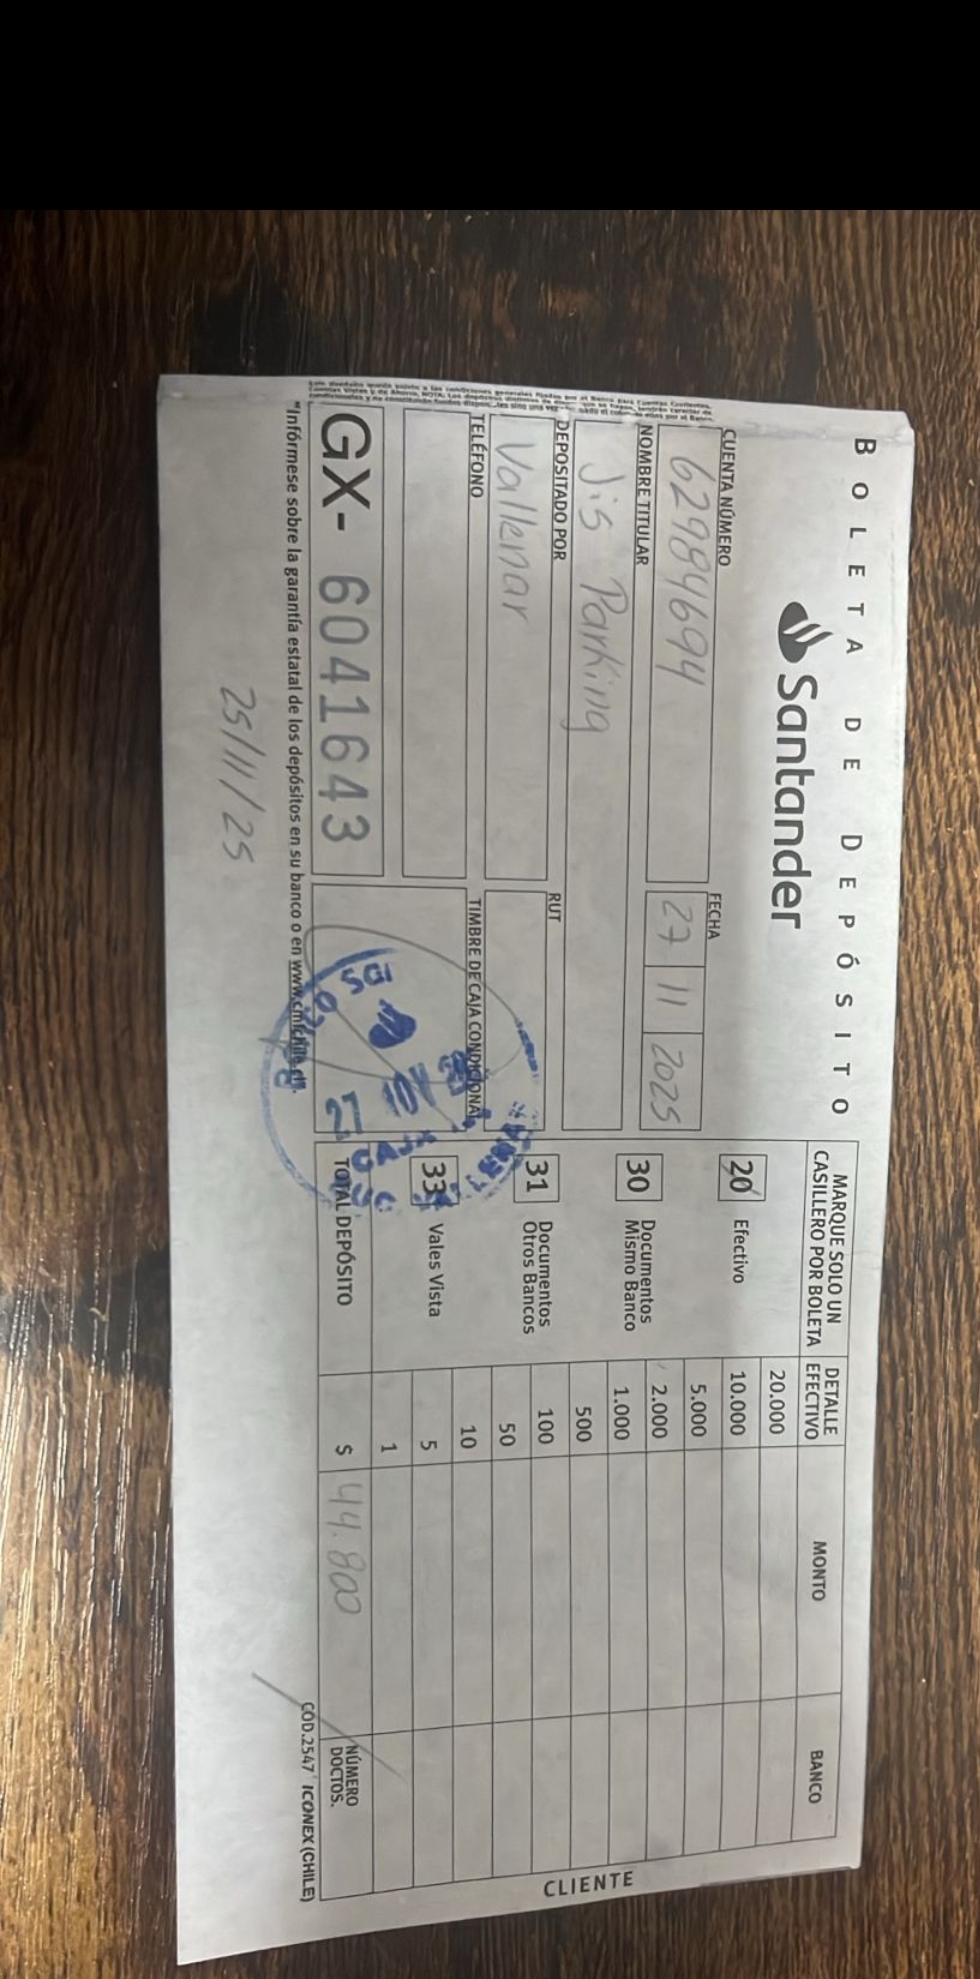 BOLETA DE DEPÓSITO
Santander
CUENTA NÚMERO
62984694
FECHA
27 11 2025
NOMBRE TITULAR
Jis Parking
DEPOSITADO POR
Vallenar
RUT
TELÉFONO
TIMBRE DE CAJA CONDICIONAL
GX- 6041643
*Infórmese sobre la garantía estatal de los depósitos en su banco o en www.cmfchile.cl*.
25/11/25
MARQUE SOLO UN
CASILLERO POR BOLETA
20 Efectivo
30 Documentos
Mismo Banco
31 Documentos
Otros Bancos
33 Vales Vista
DETALLE
EFECTIVO
MONTO
BANCO
20.000
10.000
5.000
2.000
1.000
500
100
50
10
5
1
TOTAL DEPÓSITO $ 44.800
NÚMERO
DOCTOS.
CÓD.2547 ICONEX (CHILE)
CLIENTE